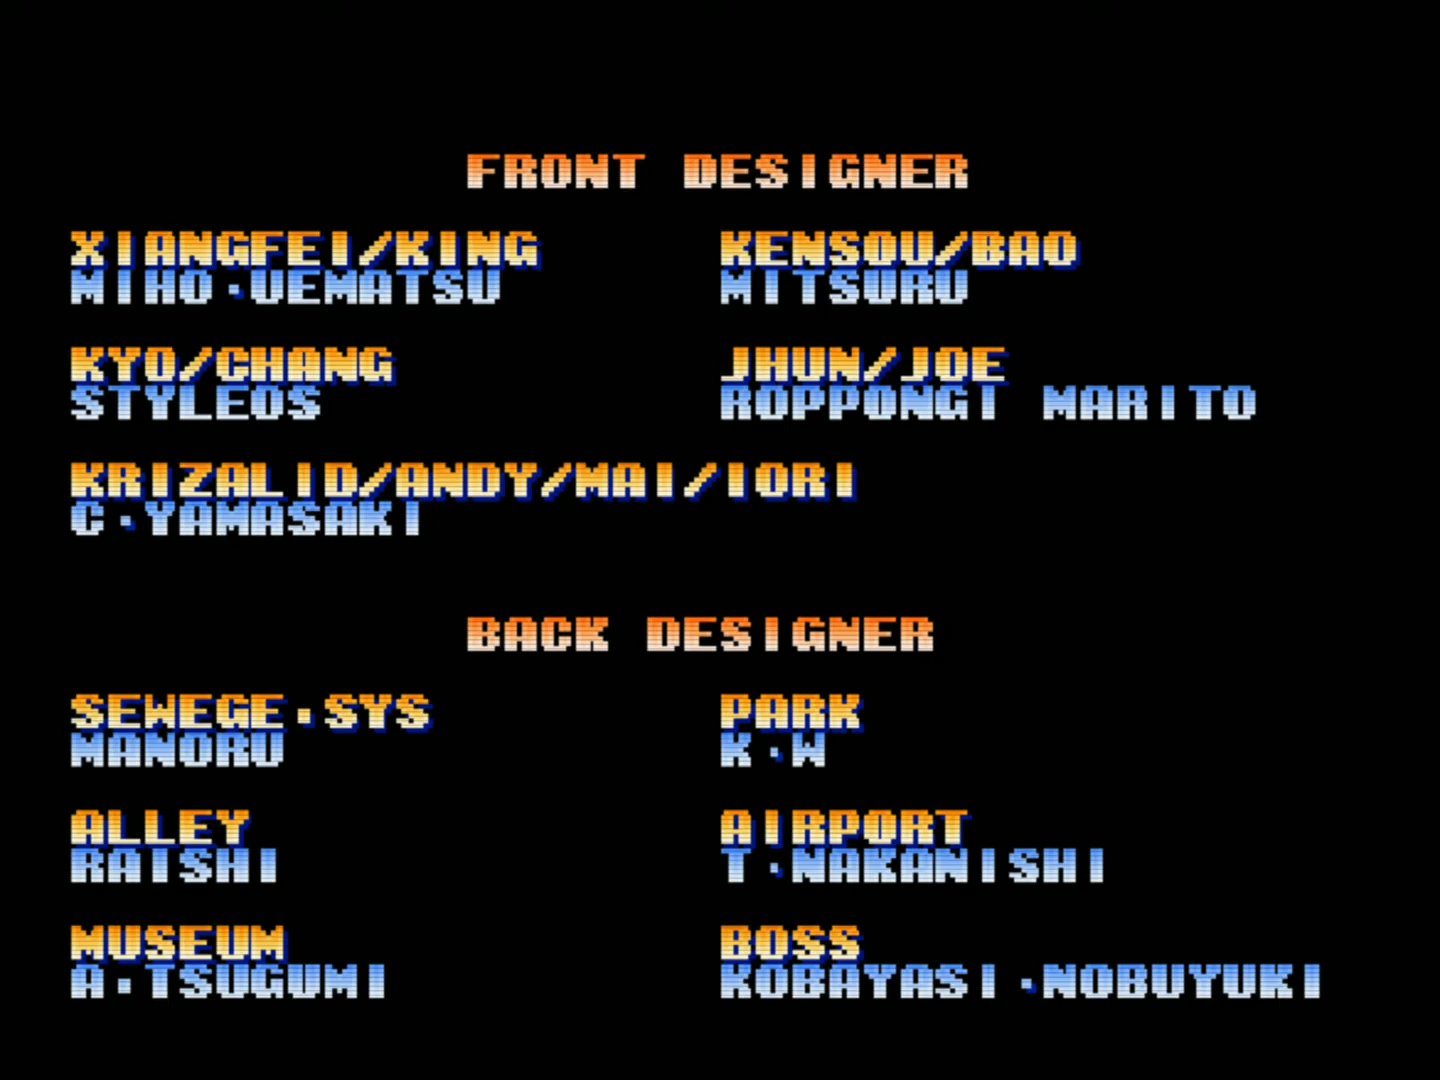 FRONT DESIGNER
XIANGFEI/KING
MIHO·UEMATSU
KENSOU/BAO
MITSURU
KYO/CHANG
STYLEOS
JHUN/JOE
ROPPONGI MARITO
KRIZALID/ANDY/MAI/IORI
C·YAMASAKI
BACK DESIGNER
SEWEGE·SYS
MANORU
PARK
K·W
ALLEY
RAISHI
AIRPORT
T·NAKANISHI
MUSEUM
A·TSUGUMI
BOSS
KOBAYASI·NOBUYUKI